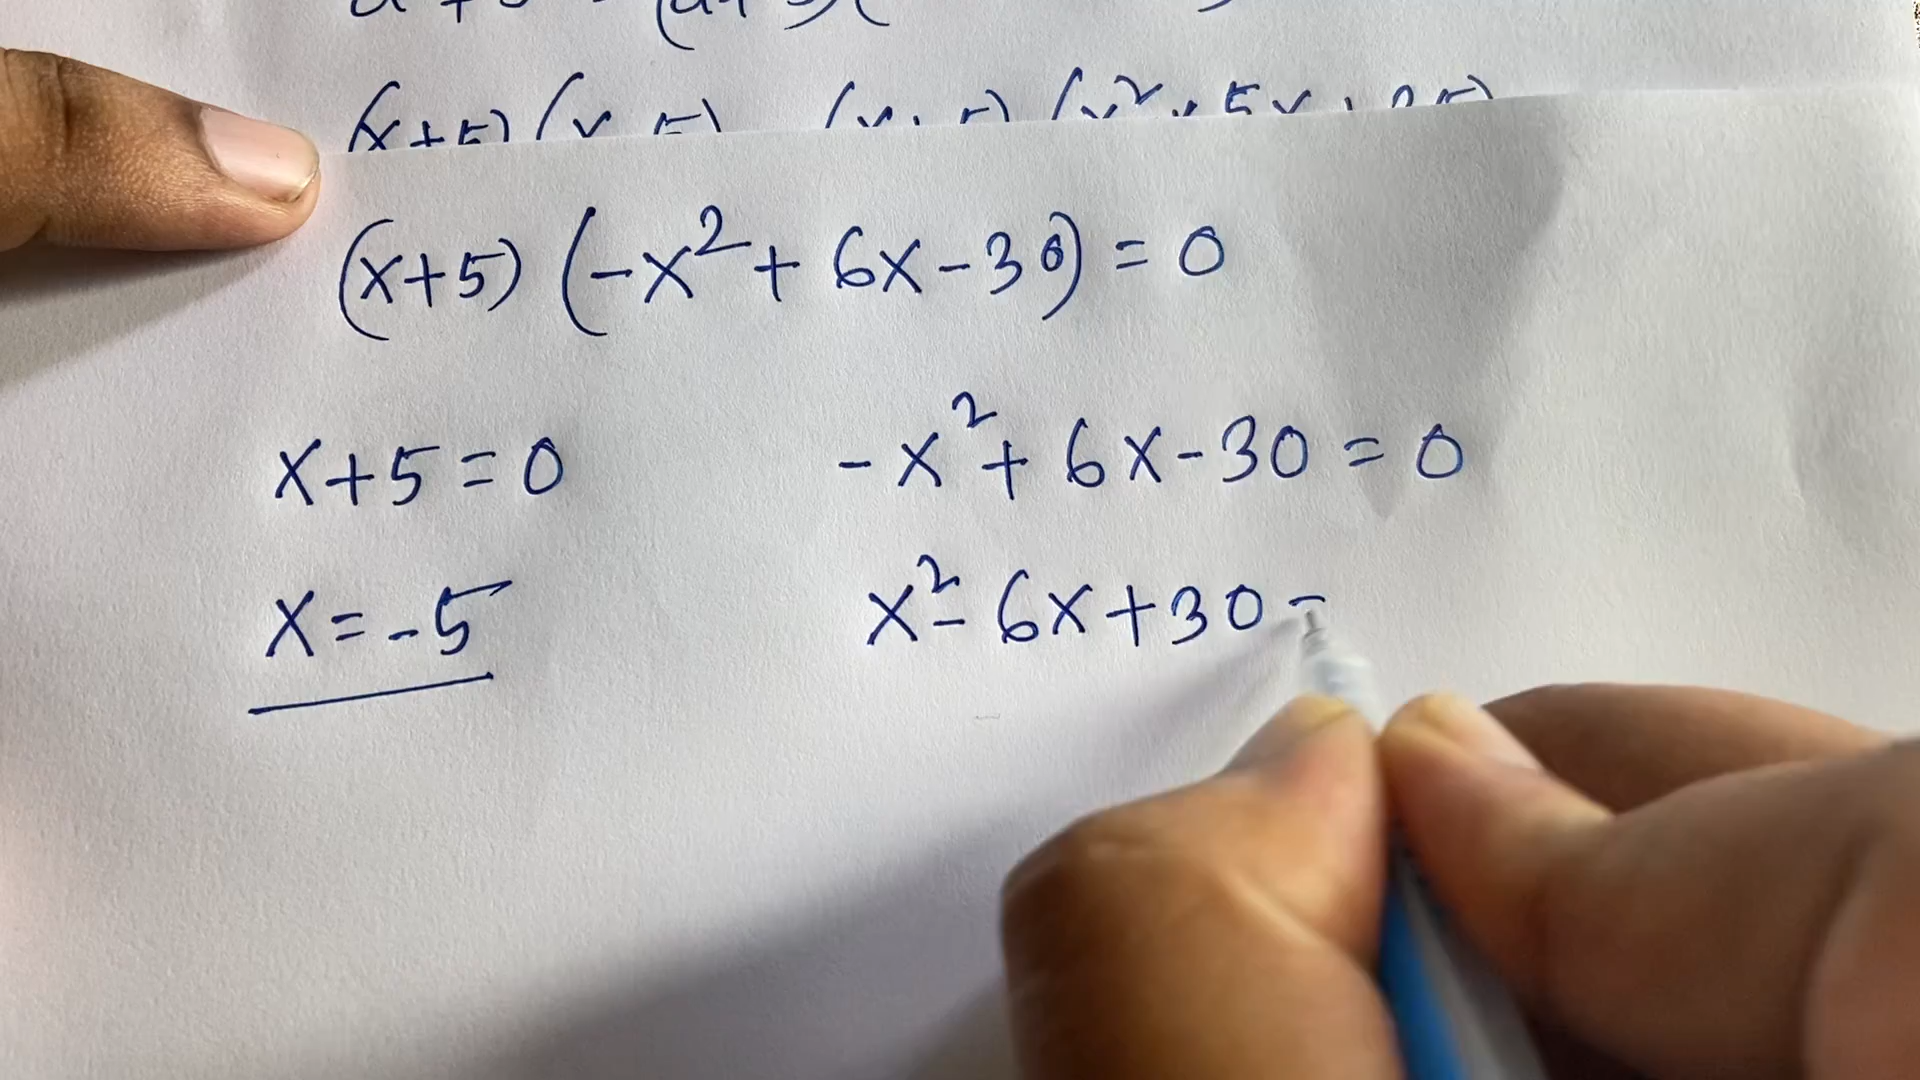 (x+5) (-x²+6x-30) = 0
x+5=0 -x²+6x-30 = 0
x=-5 x²-6x+30 =